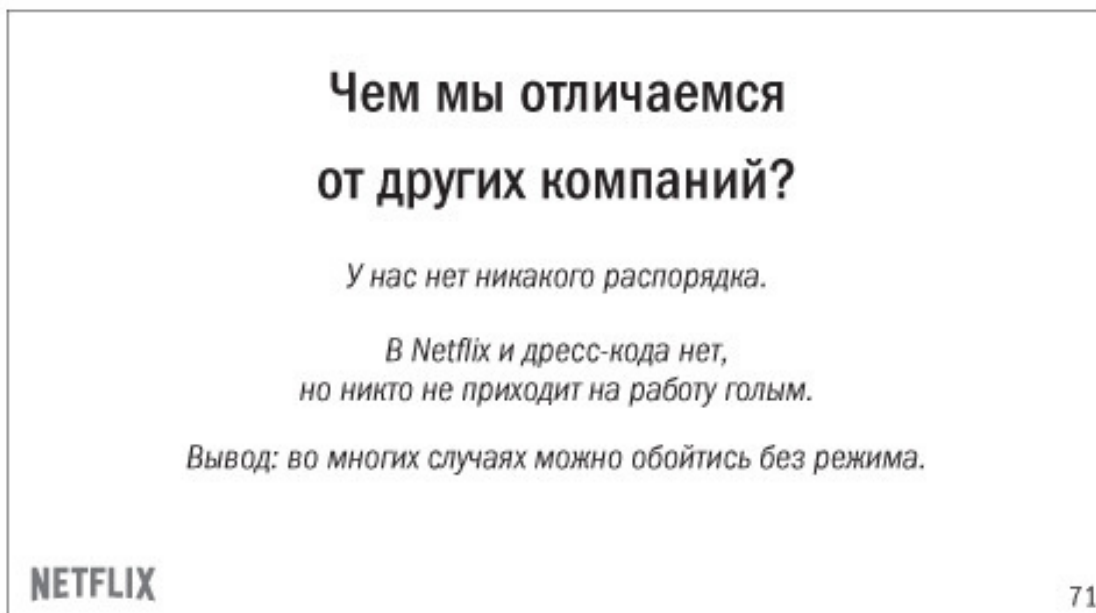 Чем мы отличаемся
от других компаний?
У нас нет никакого распорядка.
В Netflix и дресс-кода нет,
но никто не приходит на работу голым.
Вывод: во многих случаях можно обойтись без режима.
NETFLIX
71